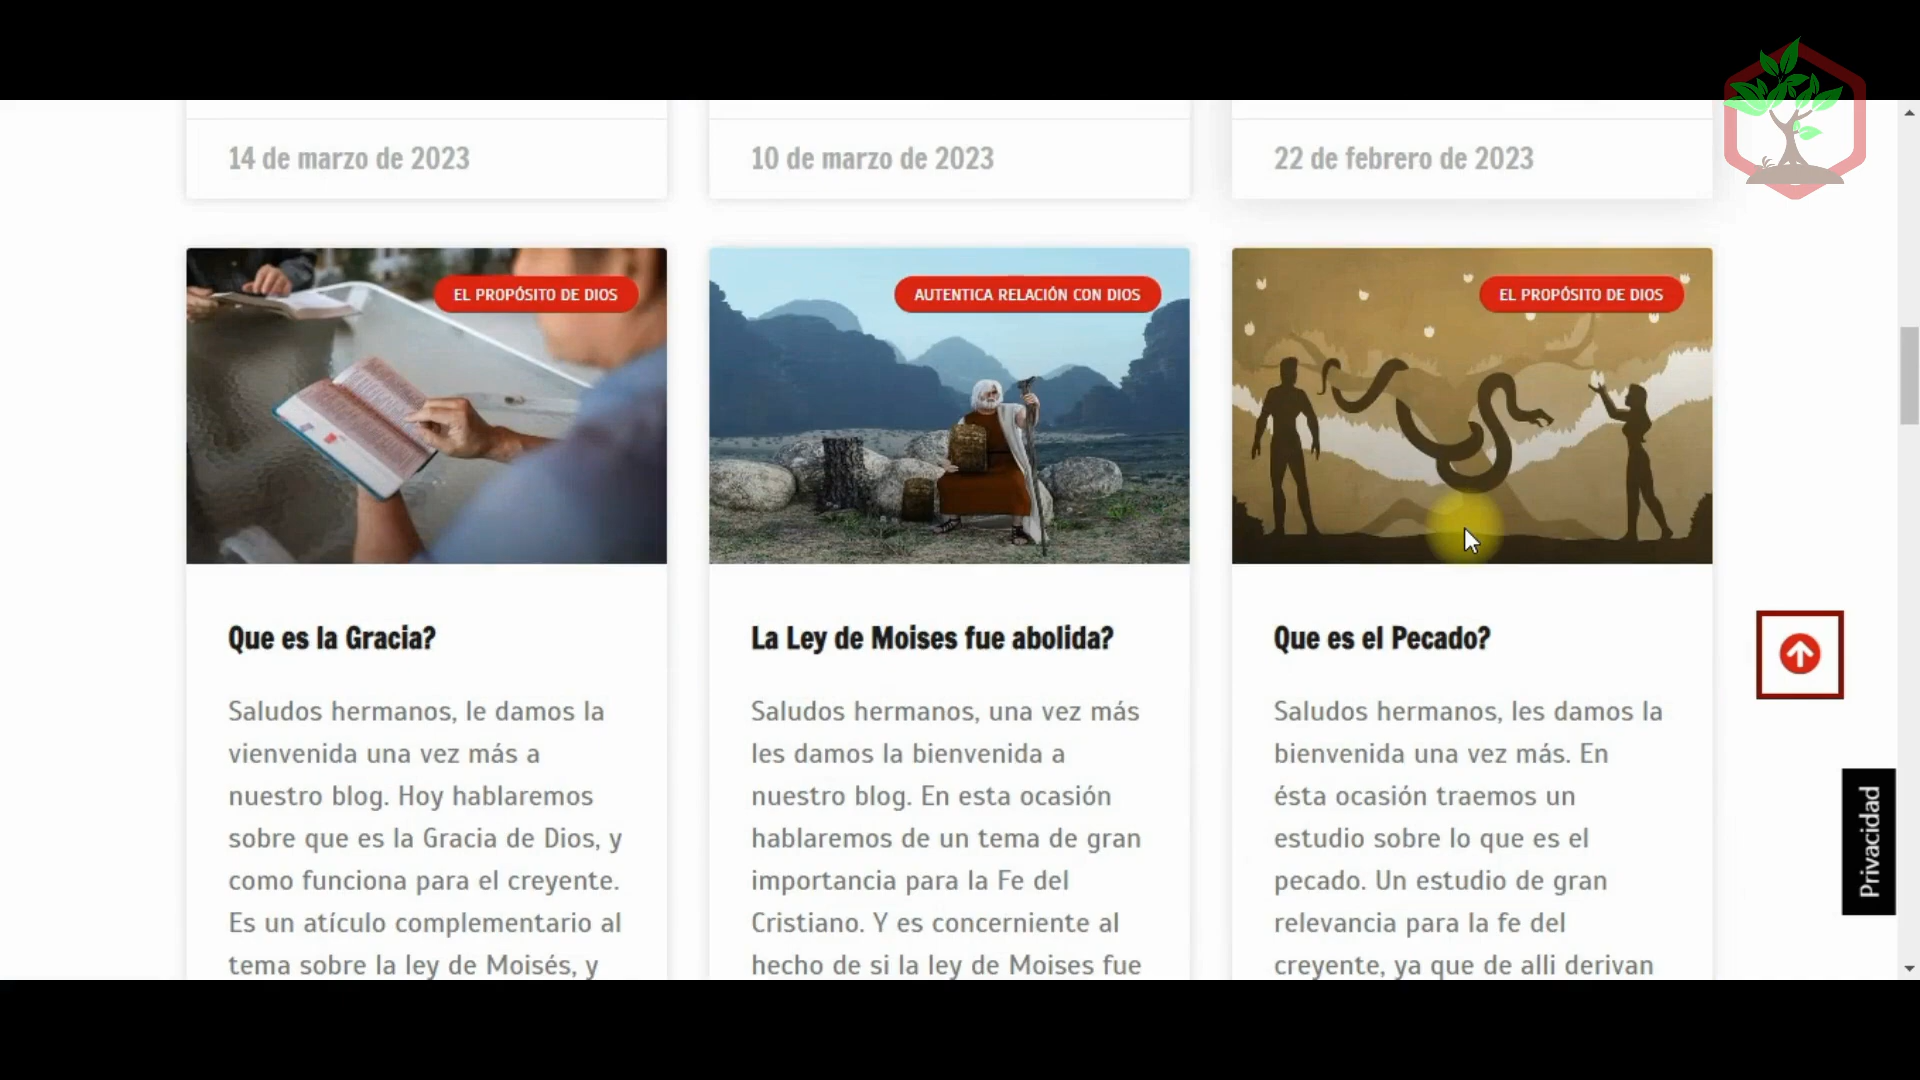 14 de marzo de 2023
10 de marzo de 2023
22 de febrero de 2023
EL PROPÓSITO DE DIOS
AUTENTICA RELACIÓN CON DIOS
EL PROPÓSITO DE DIOS
Que es la Gracia?
Saludos hermanos, le damos la
vienvenida una vez más a
nuestro blog. Hoy hablaremos
sobre que es la Gracia de Dios, y
como funciona para el creyente.
Es un atículo complementario al
tema sobre la ley de Moisés, y
La Ley de Moises fue abolida?
Saludos hermanos, una vez más
les damos la bienvenida a
nuestro blog. En esta ocasión
hablaremos de un tema de gran
importancia para la Fe del
Cristiano. Y es concerniente al
hecho de si la ley de Moises fue
Que es el Pecado?
Saludos hermanos, les damos la
bienvenida una vez más. En
ésta ocasión traemos un
estudio sobre lo que es el
pecado. Un estudio de gran
relevancia para la fe del
creyente, ya que de alli derivan
Privacidad